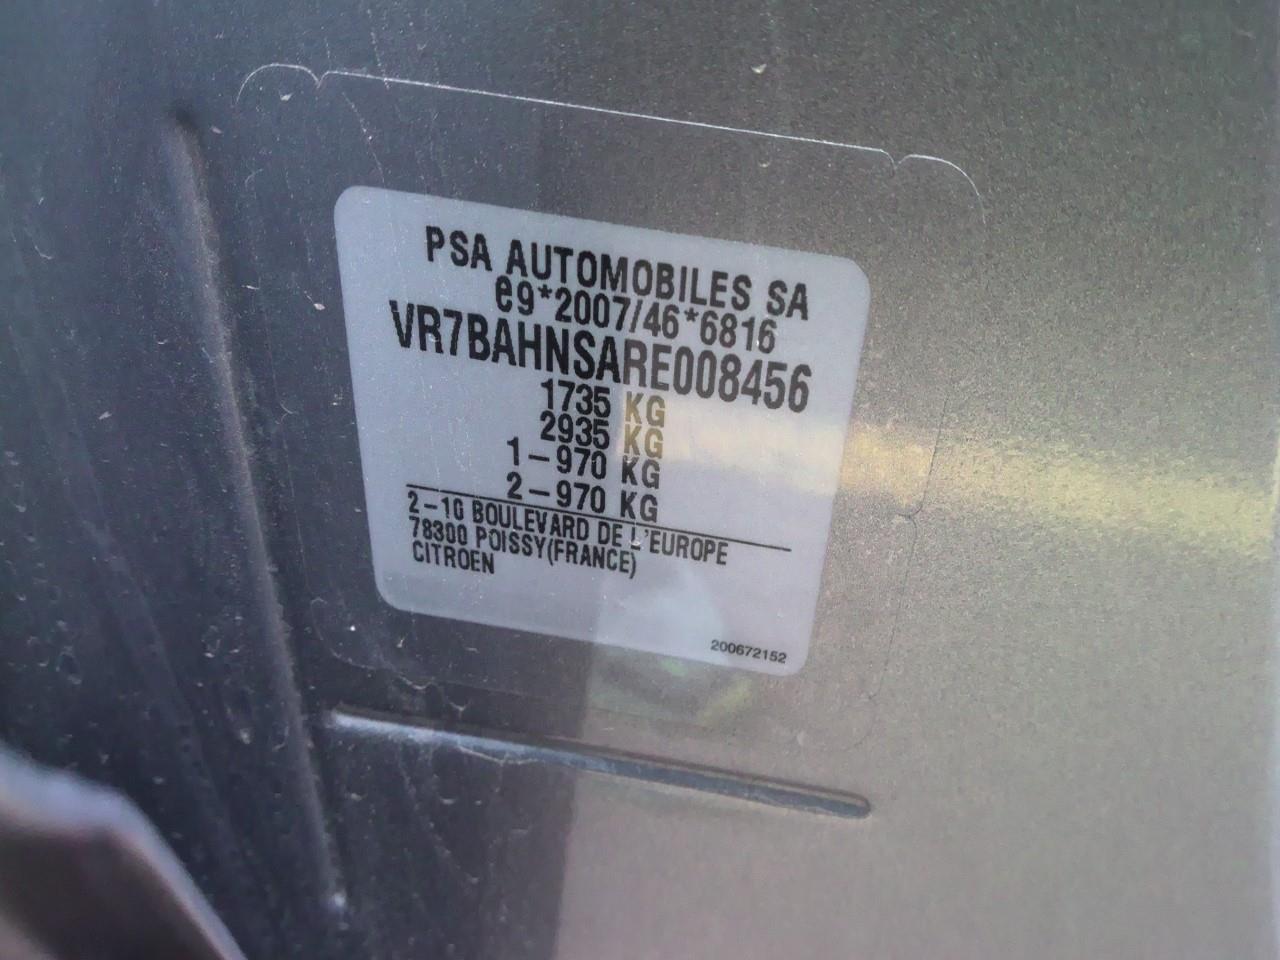 PSA AUTOMOBILES SA
e9*2007/46*6816
VR7BAHNSARE008456
1735 KG
2935 KG
1-970 KG
2-970 KG
2-10 BOULEVARD DE L'EUROPE
78300 POISSY(FRANCE)
CITROEN
200672152